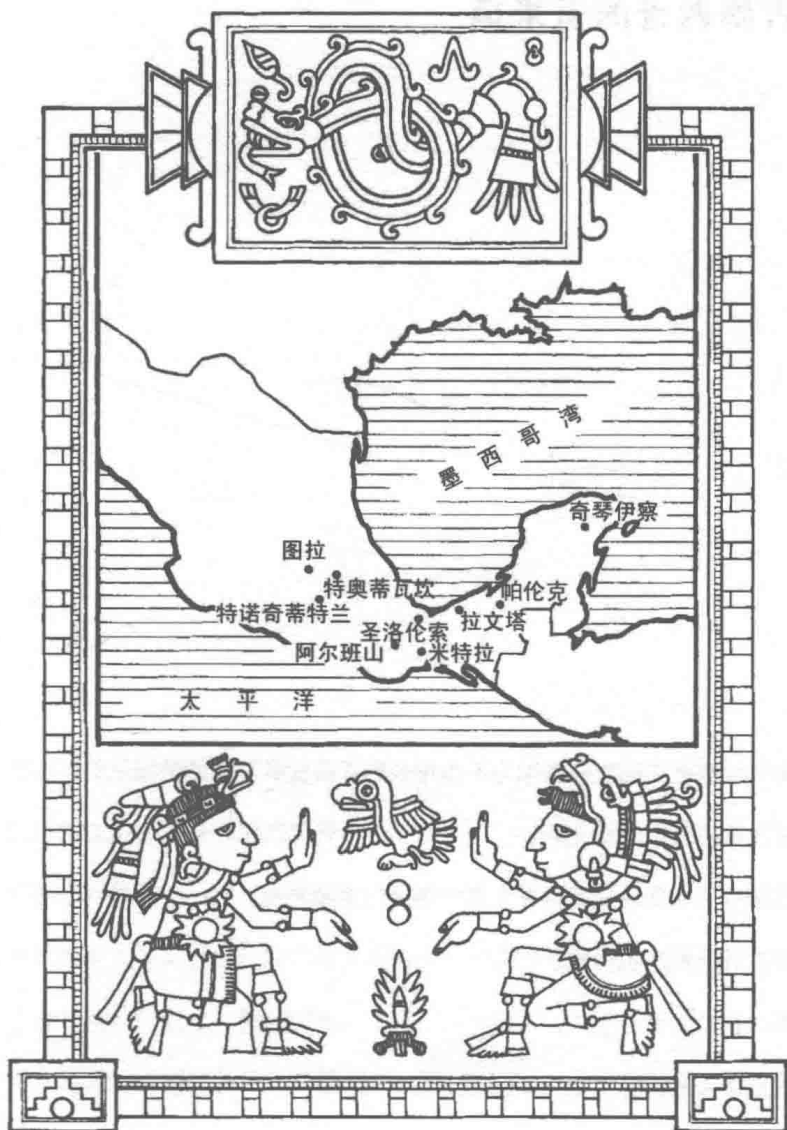 墨西哥湾
奇琴伊察
图拉
特奥蒂瓦坎
帕伦克
特诺奇蒂特兰
拉文塔
圣洛伦索
阿尔班山
米特拉
太平洋